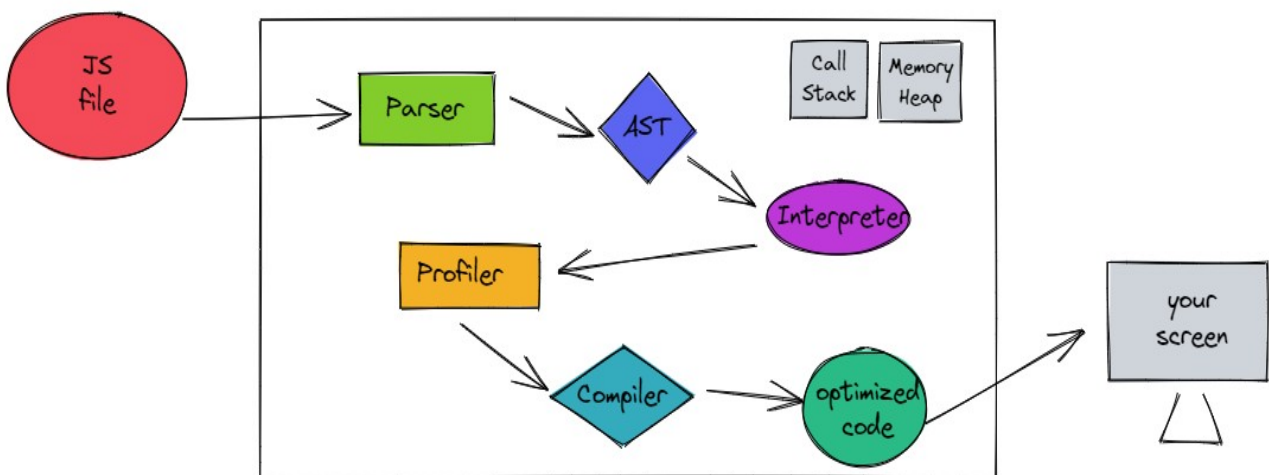 JS
file
Parser
AST
Call
Stack
Memory
Heap
Interpreter
Profiler
Compiler
optimized
code
your
screen